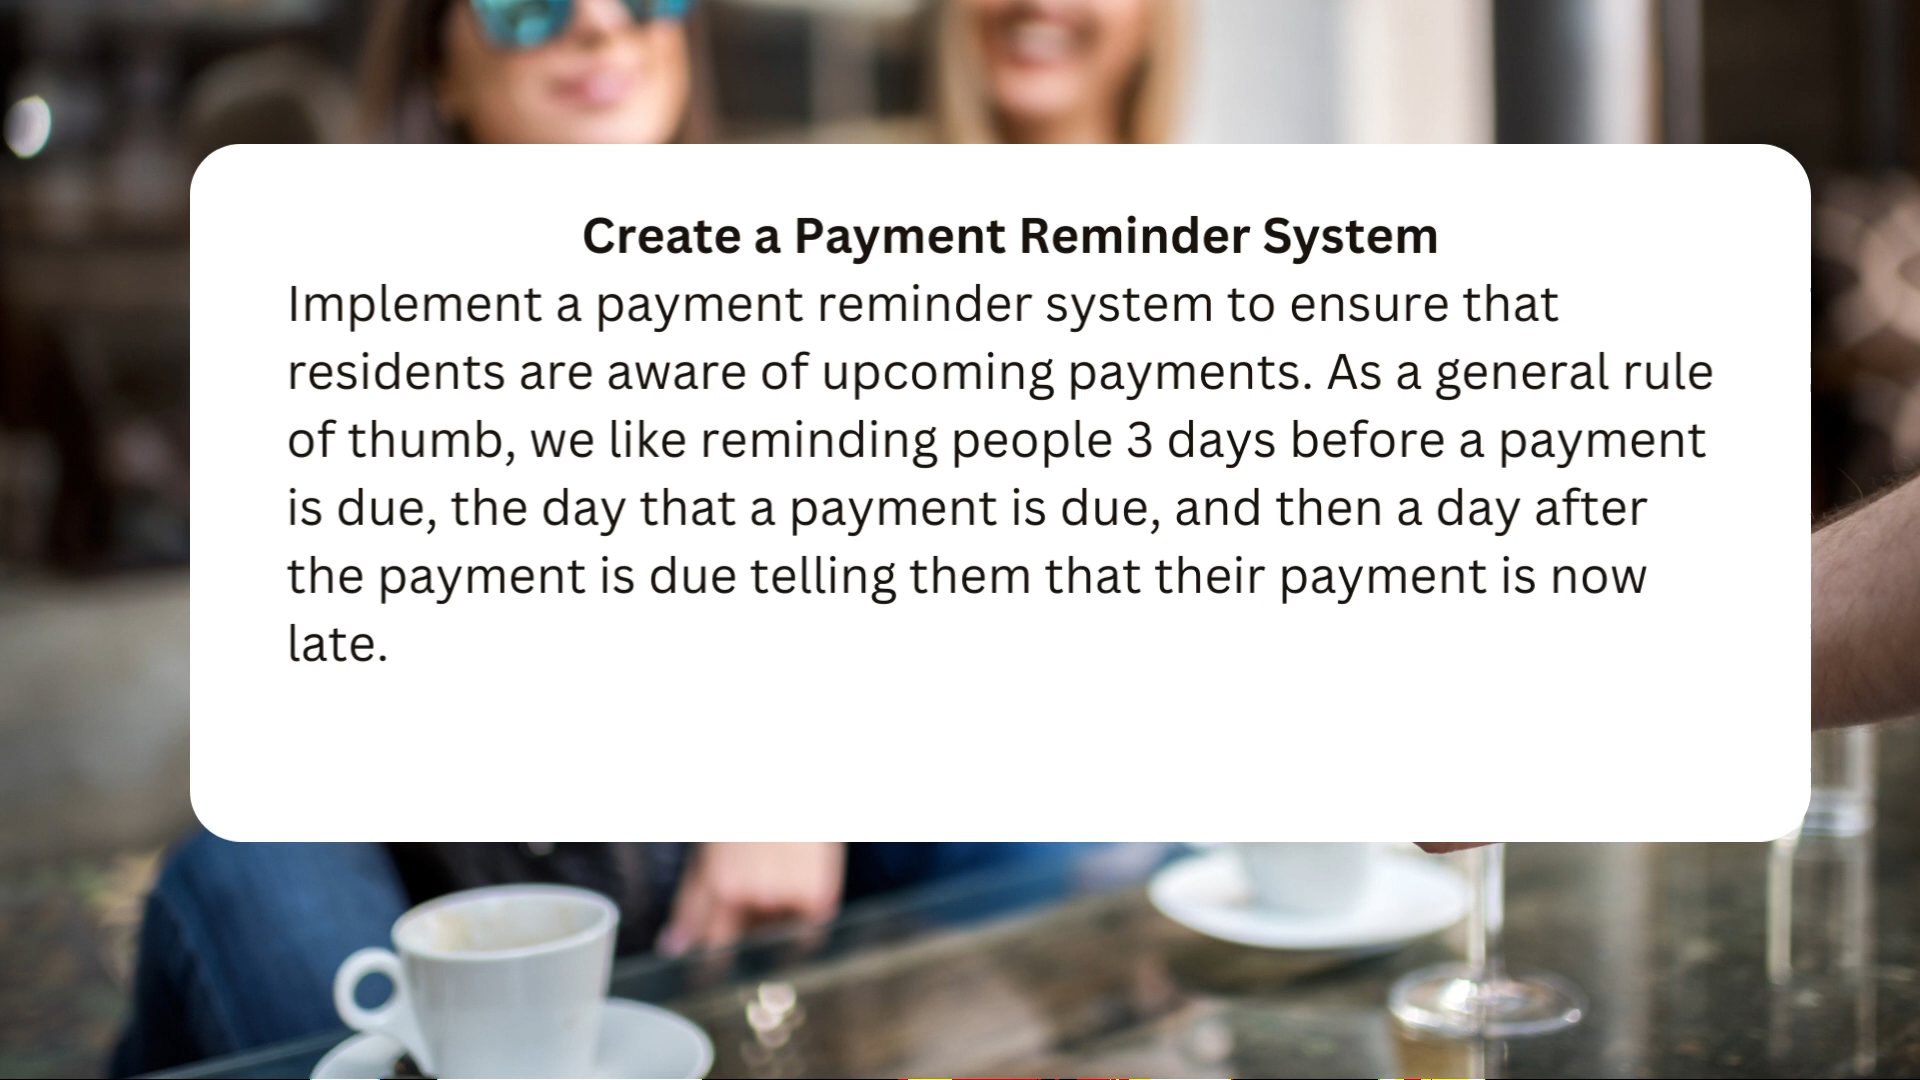 Create a Payment Reminder System
Implement a payment reminder system to ensure that
residents are aware of upcoming payments. As a general rule
of thumb, we like reminding people 3 days before a payment
is due, the day that a payment is due, and then a day after
the payment is due telling them that their payment is now
late.